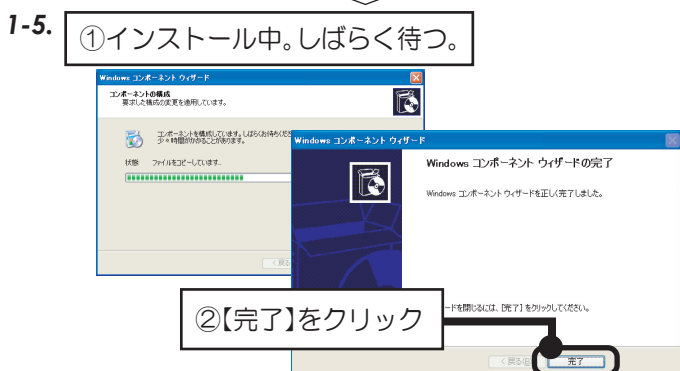 1-5.
①インストール中。しばらく待つ。
Windows コンポーネント ウィザード
コンポーネントの構成
要求した構成の変更を適用しています。
コンポーネントを構成しています。しばらくお待ちくだ
少々時間がかかることがあります。
状態: ファイルをコピーしています...
< 戻る
Windows コンポーネント ウィザード
Windows コンポーネント ウィザードの完了
Windows コンポーネント ウィザードを正しく完了しました。
ードを閉じるには、[完了] をクリックしてください。
②【完了】をクリック
< 戻る(B)
完了